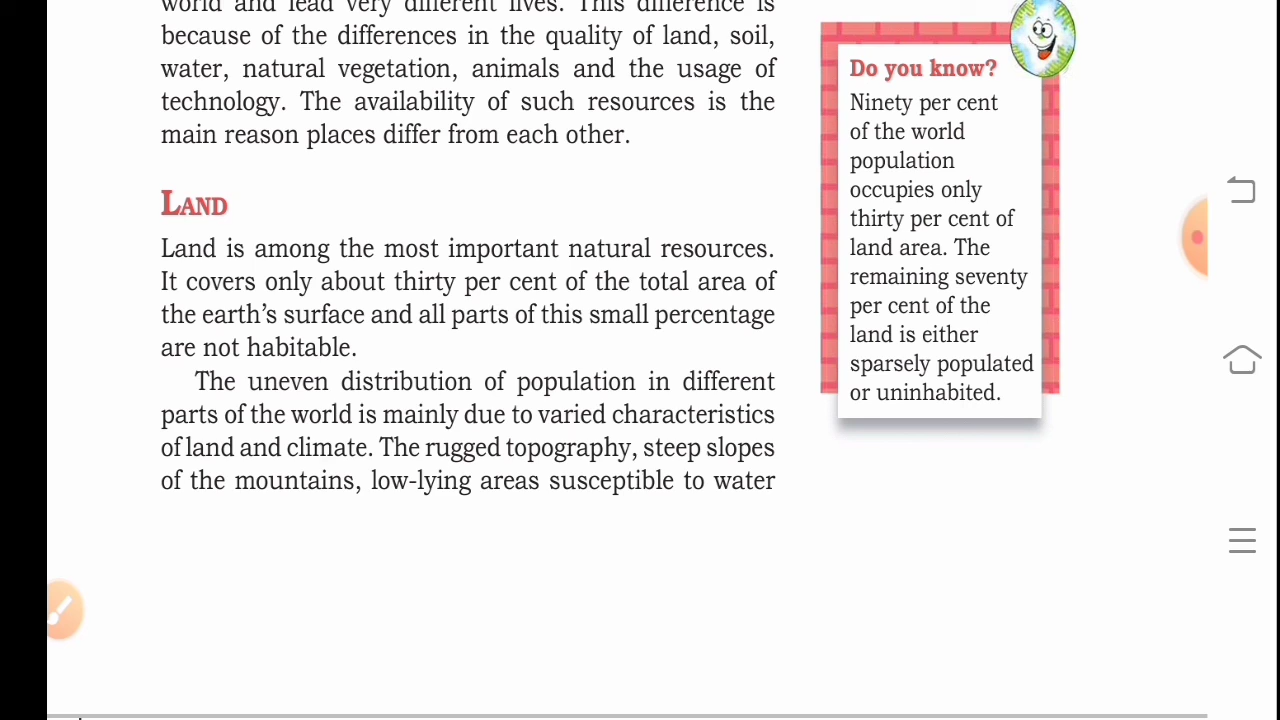 world and lead very different lives. This difference is
because of the differences in the quality of land, soil,
water, natural vegetation, animals and the usage of
technology. The availability of such resources is the
main reason places differ from each other.
LAND
Land is among the most important natural resources.
It covers only about thirty per cent of the total area of
the earth’s surface and all parts of this small percentage
are not habitable.
The uneven distribution of population in different
parts of the world is mainly due to varied characteristics
of land and climate. The rugged topography, steep slopes
of the mountains, low-lying areas susceptible to water
Do you know?
Ninety per cent
of the world
population
occupies only
thirty per cent of
land area. The
remaining seventy
per cent of the
land is either
sparsely populated
or uninhabited.